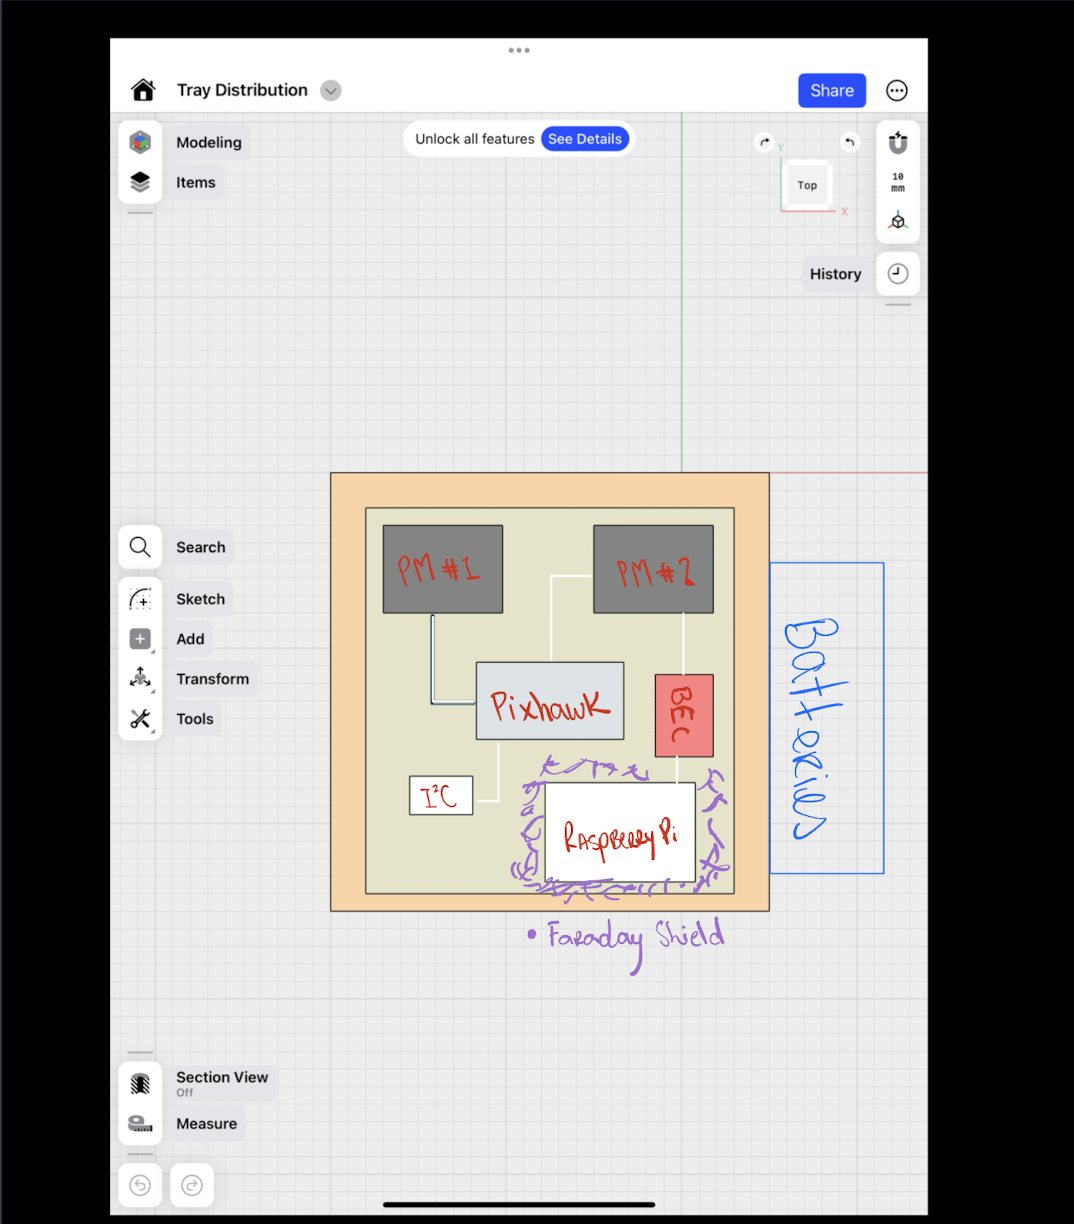 Tray Distribution
Share
Modeling
Unlock all features See Details
Items
Y
Top
X
10
mm
History
Search
Sketch
Add
Transform
Tools
PM #1
PM #2
Pixhawk
BEC
I²C
RASPBERRY Pi
Batteries
• Faraday Shield
Section View
Off
Measure